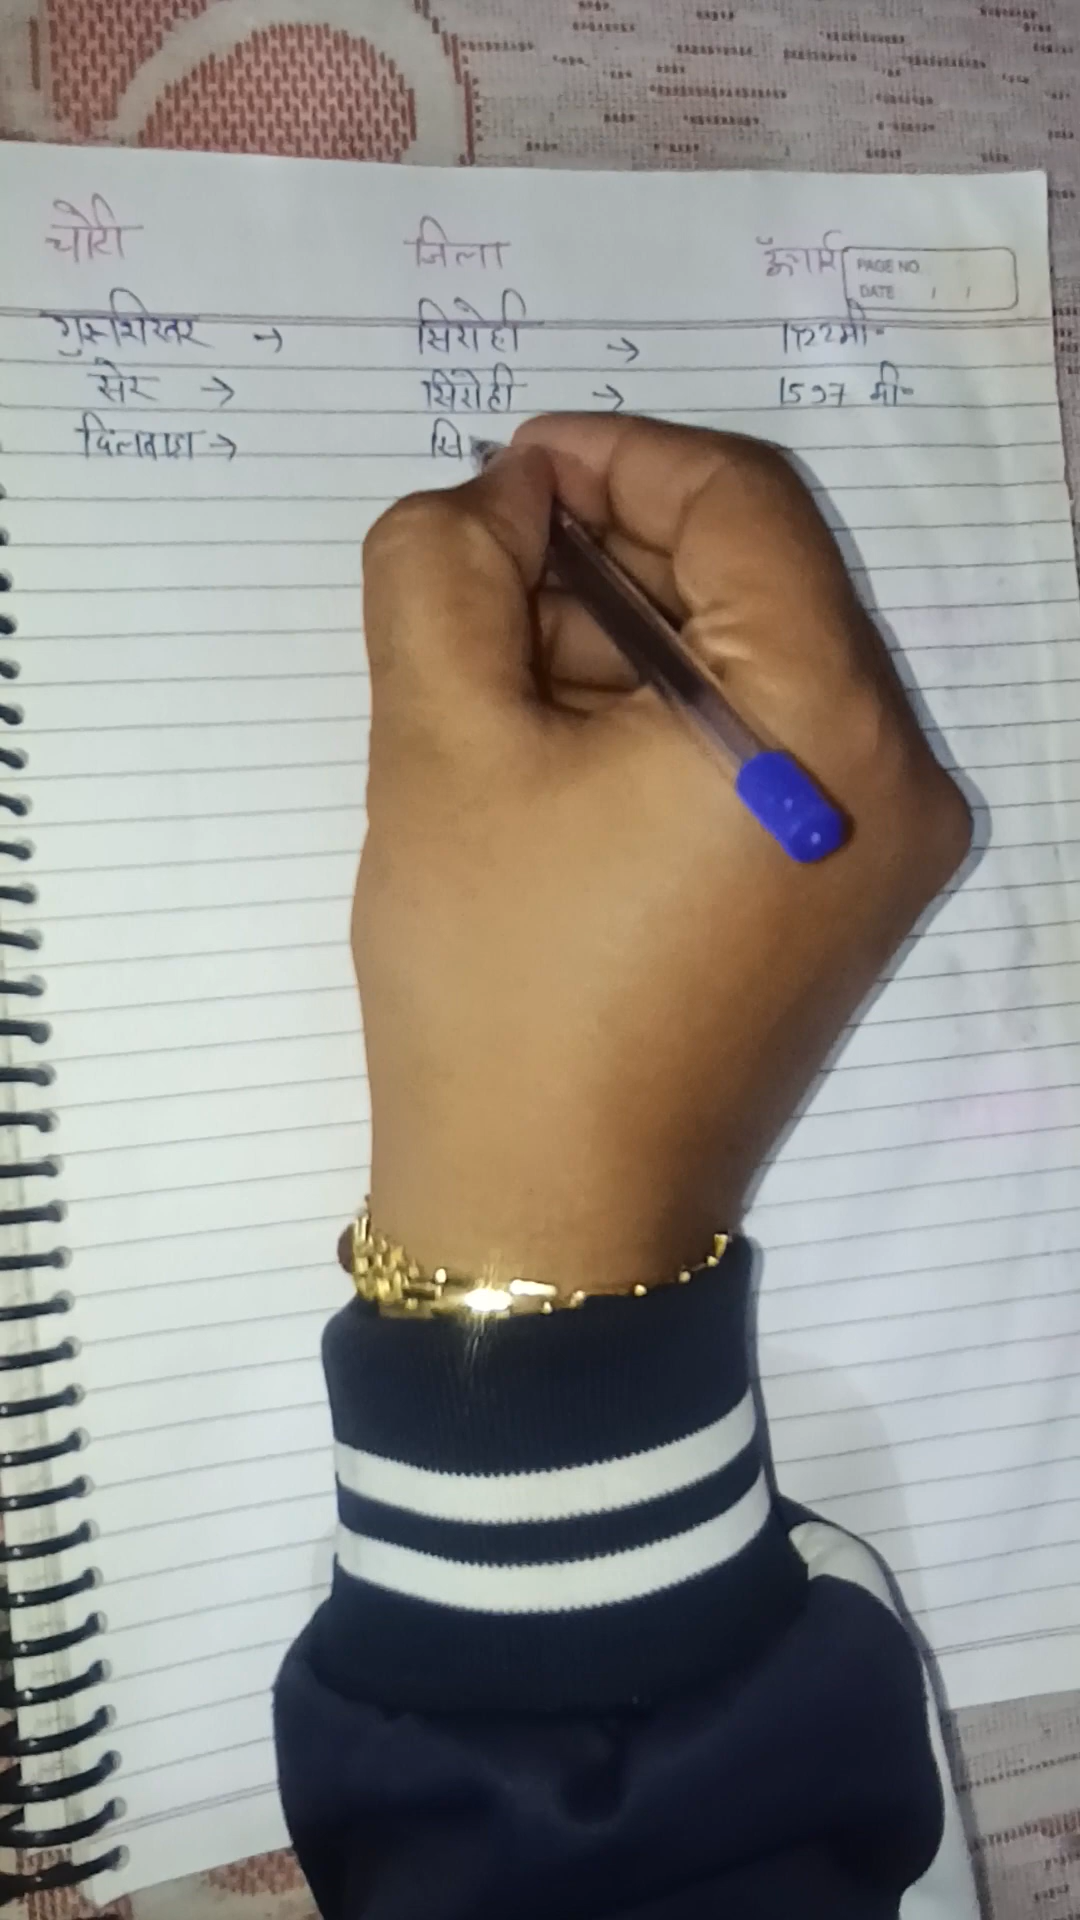 चोटी जिला ऊँचाई
PAGE NO.
DATE / /
गुरूशिखर → सिरोही → 1722मी॰
सेर → सिरोही → 1597 मी॰
दिलवाड़ा → सि